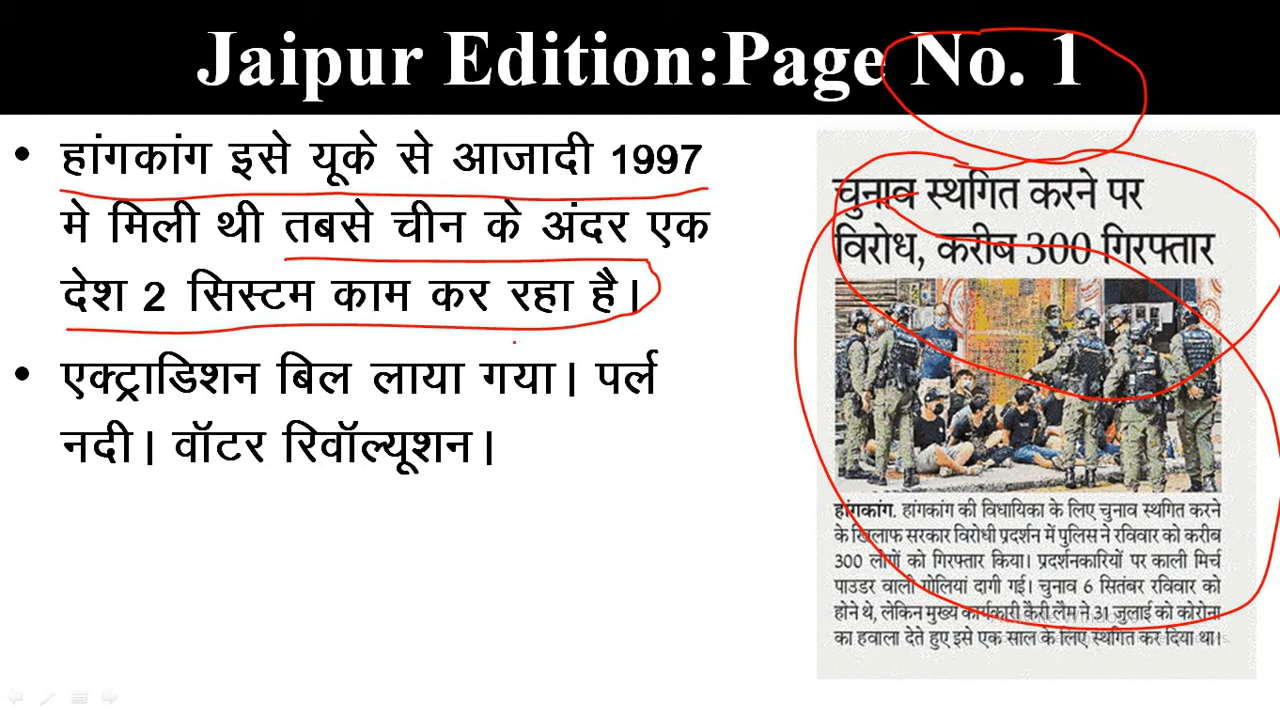 Jaipur Edition:Page No. 1
• हांगकांग इसे यूके से आजादी 1997
मे मिली थी तबसे चीन के अंदर एक
देश 2 सिस्टम काम कर रहा है।
• एक्ट्राडिशन बिल लाया गया। पर्ल
नदी। वॉटर रिवॉल्यूशन।
चुनाव स्थगित करने पर
विरोध, करीब 300 गिरफ्तार
हांगकांग. हांगकांग की विधायिका के लिए चुनाव स्थगित करने
के खिलाफ सरकार विरोधी प्रदर्शन में पुलिस ने रविवार को करीब
300 लोगों को गिरफ्तार किया। प्रदर्शनकारियों पर काली मिर्च
पाउडर वाली गोलियां दागी गई। चुनाव 6 सितंबर रविवार को
होने थे, लेकिन मुख्य कार्यकारी कैरी लैम ने 31 जुलाई को कोरोना
का हवाला देते हुए इसे एक साल के लिए स्थगित कर दिया था।